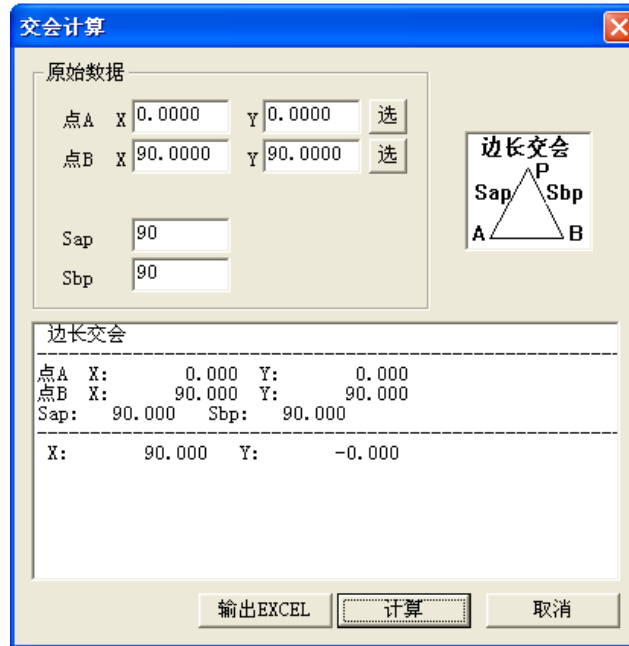 交会计算
原始数据
点A X 0.0000 Y 0.0000 选
点B X 90.0000 Y 90.0000 选
Sap 90
Sbp 90
边长交会
P
Sap Sbp
A B
边长交会
点A X: 0.000 Y: 0.000
点B X: 90.000 Y: 90.000
Sap: 90.000 Sbp: 90.000
X: 90.000 Y: -0.000
输出EXCEL 计算 取消